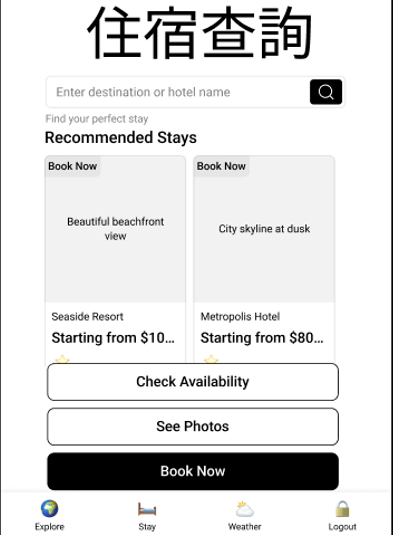 住宿查詢
Enter destination or hotel name
Find your perfect stay
Recommended Stays
Book Now
Book Now
Beautiful beachfront
view
City skyline at dusk
Seaside Resort
Metropolis Hotel
Starting from $10...
Starting from $80...
Check Availability
See Photos
Book Now
Explore
Stay
Weather
Logout